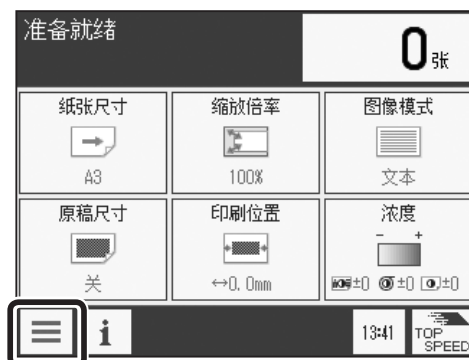 准备就绪
0张
纸张尺寸
缩放倍率
图像模式
A3
100%
文本
原稿尺寸
印刷位置
浓度
- +
关
↔0, 0mm
±0 ±0 ±0
i
13:41
TOP
SPEED